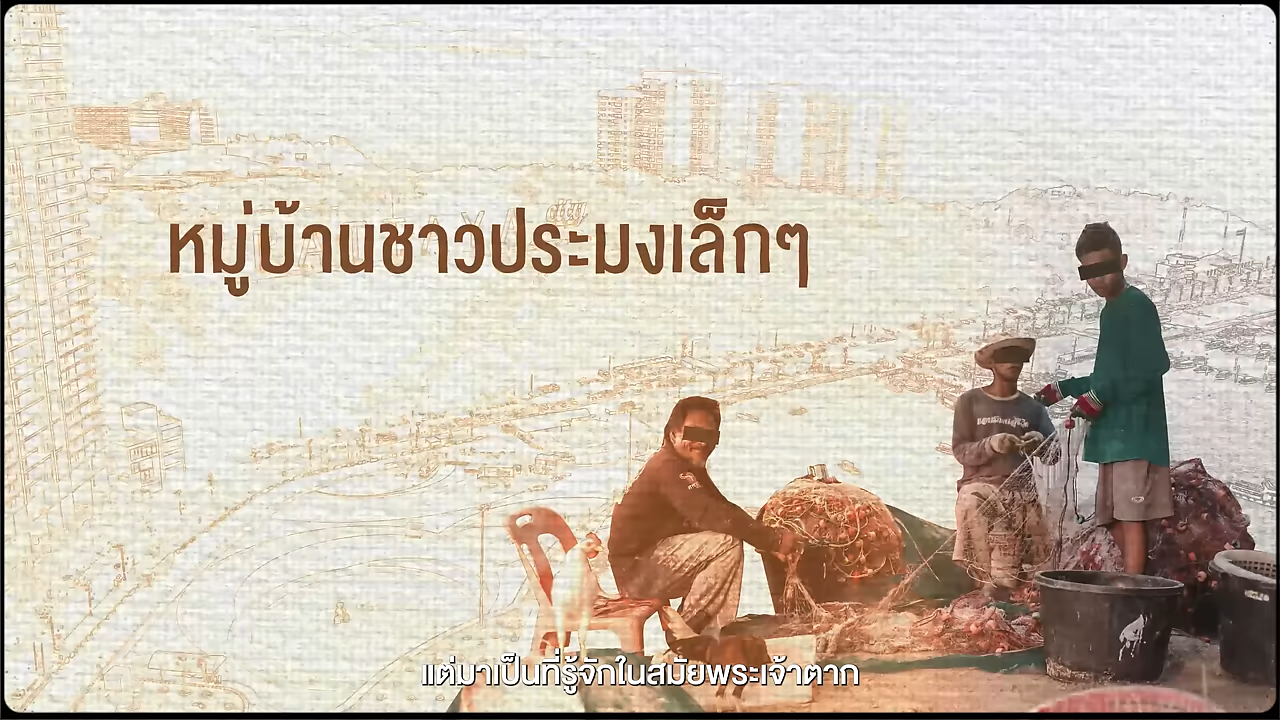 city
หมู่บ้านชาวประมงเล็กๆ
แต่มาเป็นที่รู้จักในสมัยพระเจ้าตาก